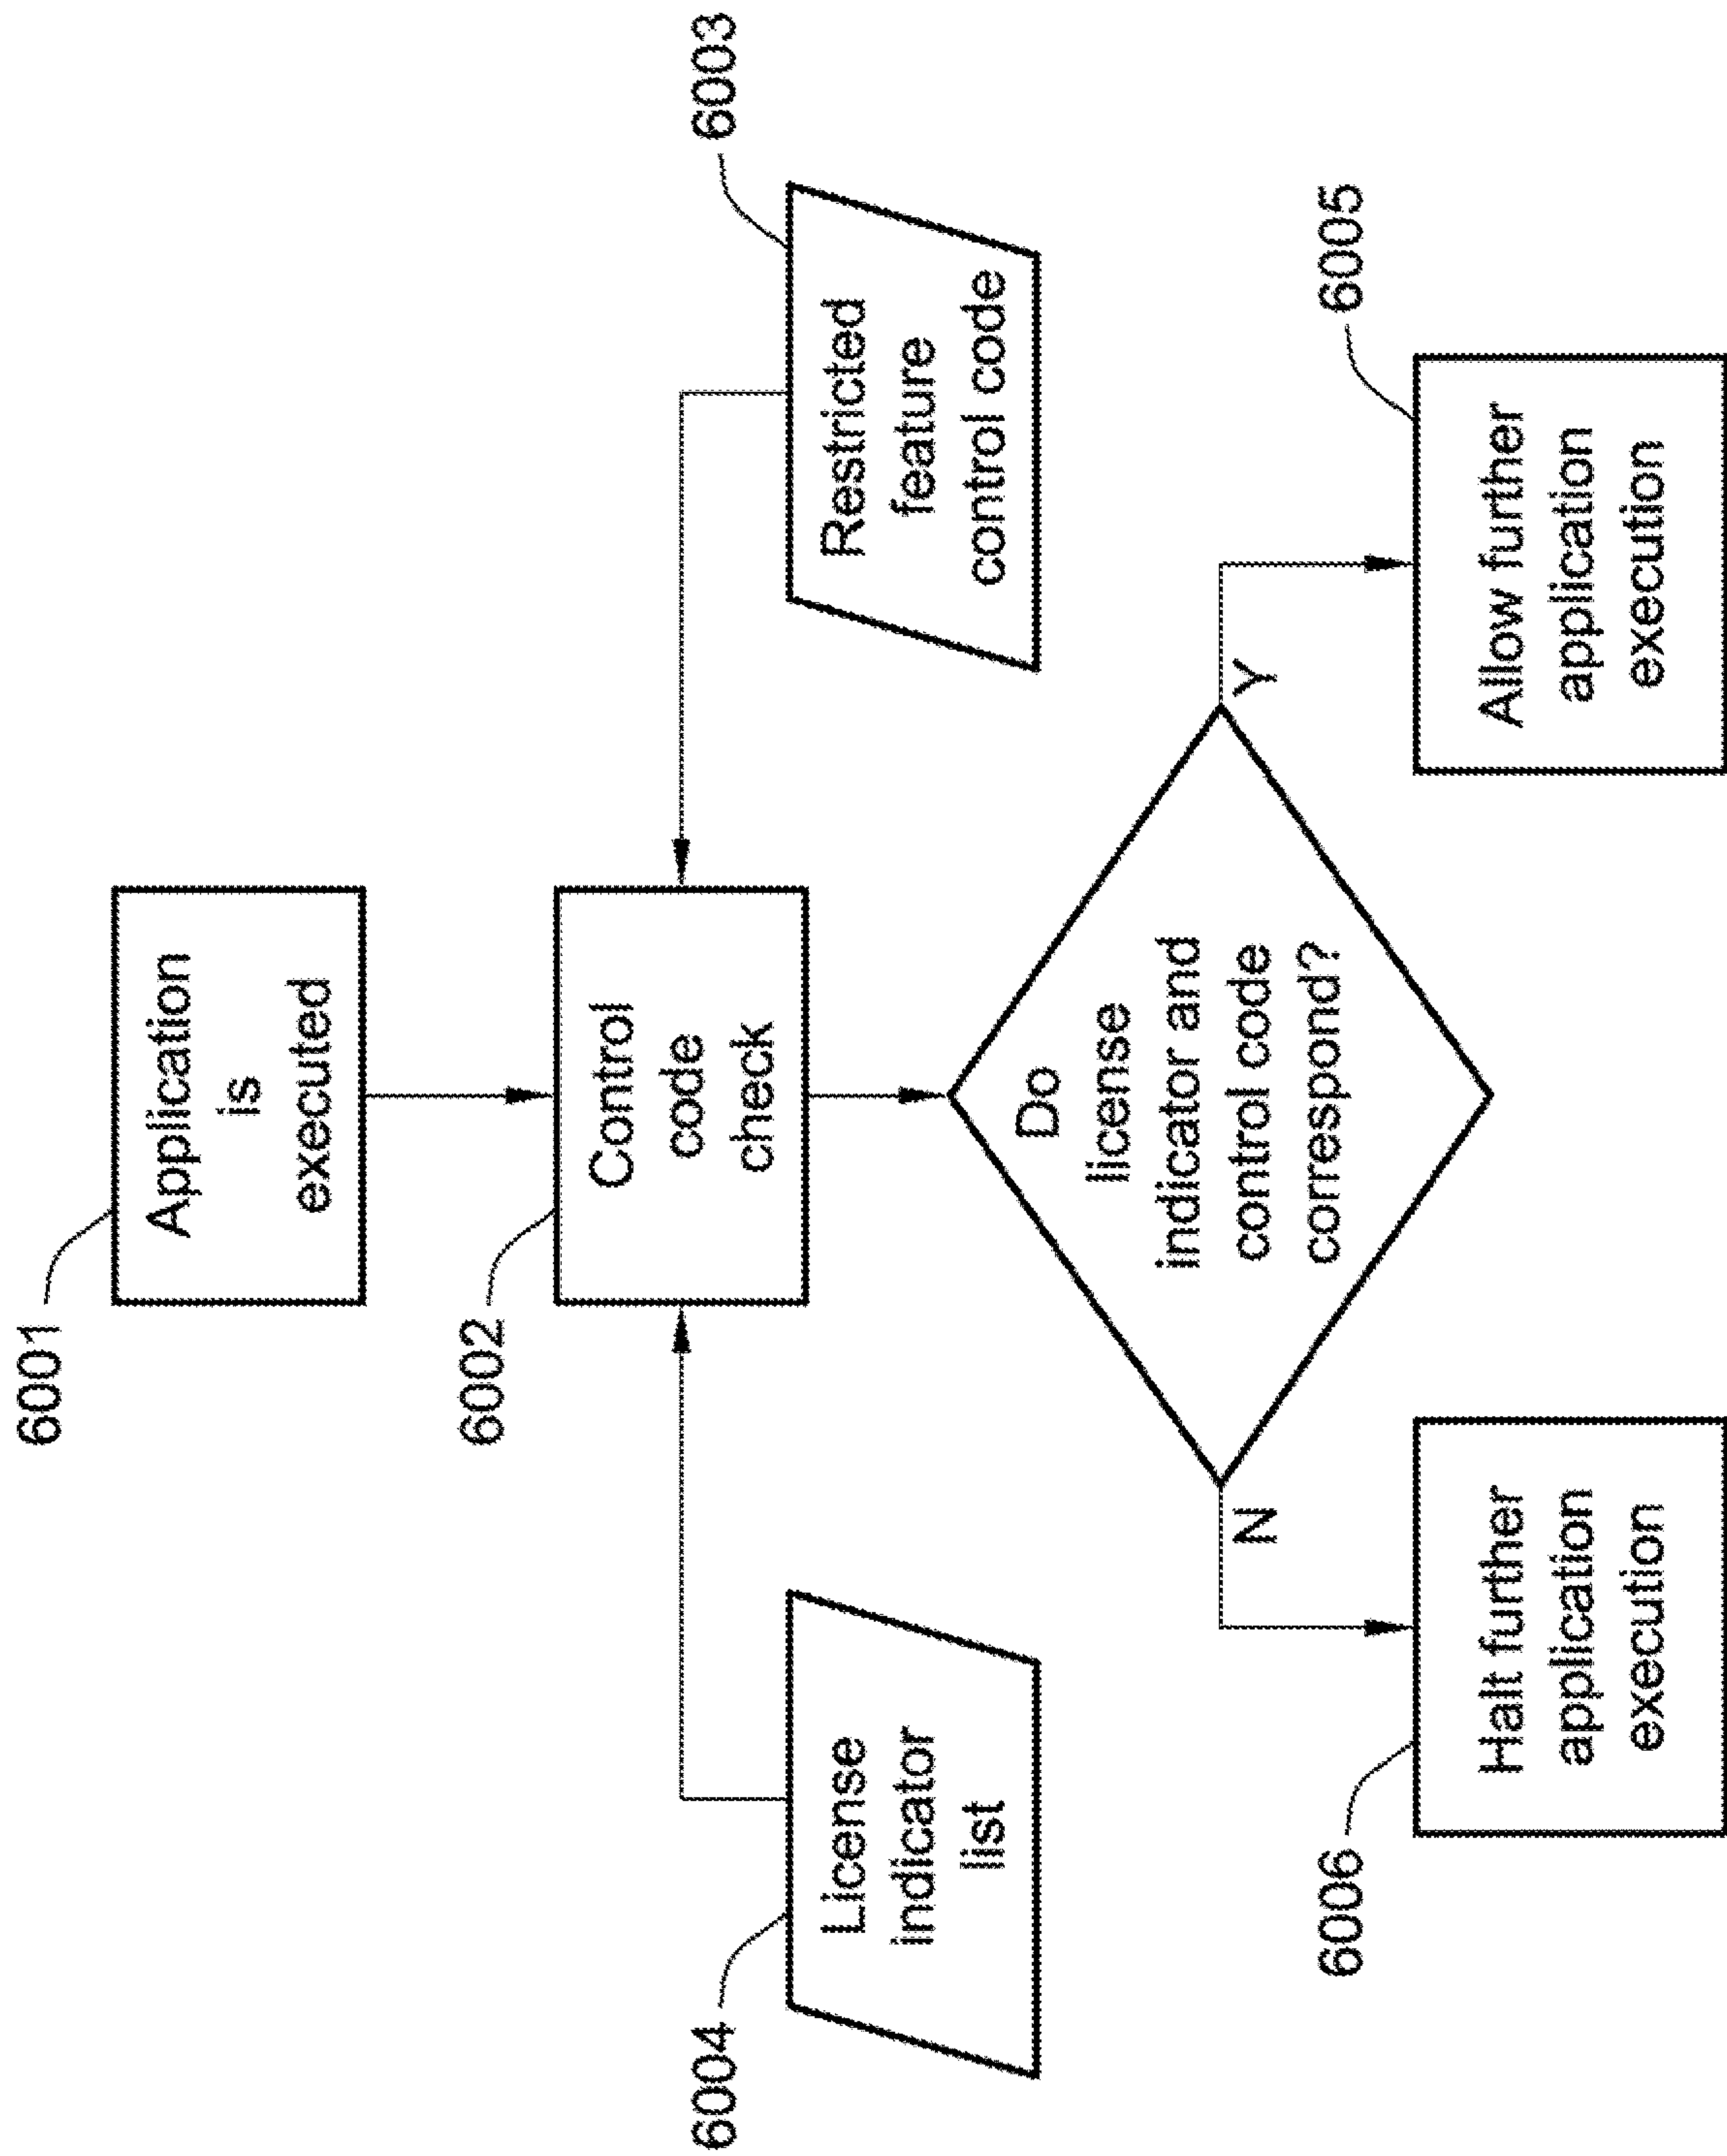 6001
Application
is
executed
6002
Control
code
check
6004
License
indicator
list
6003
Restricted
feature
control code
Do
license
indicator and
control code
correspond?
N
Y
6006
Halt further
application
execution
6005
Allow further
application
execution